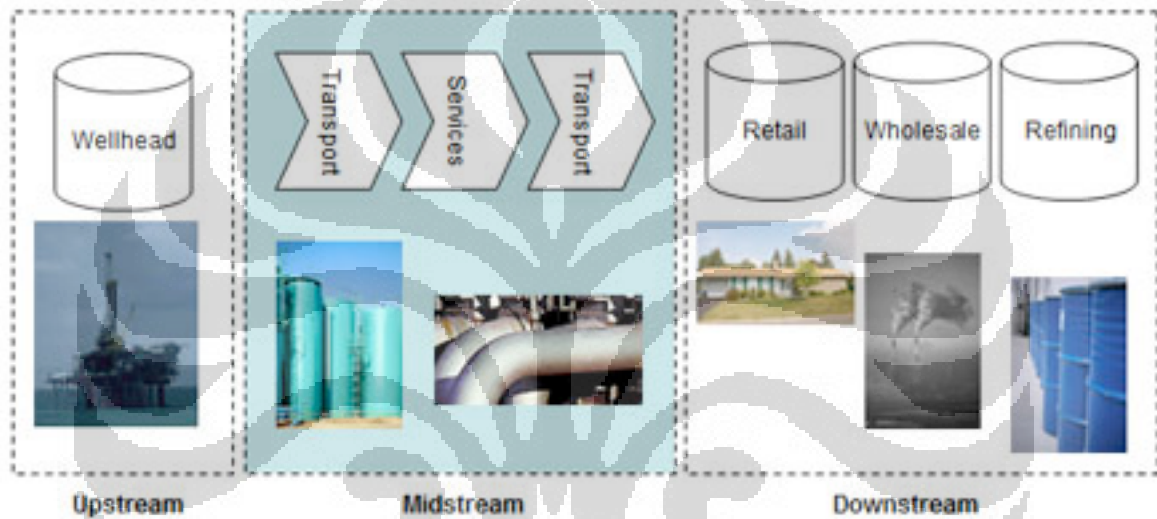 Wellhead
Transport
Services
Transport
Retail
Wholesale
Refining
Upstream
Midstream
Downstream